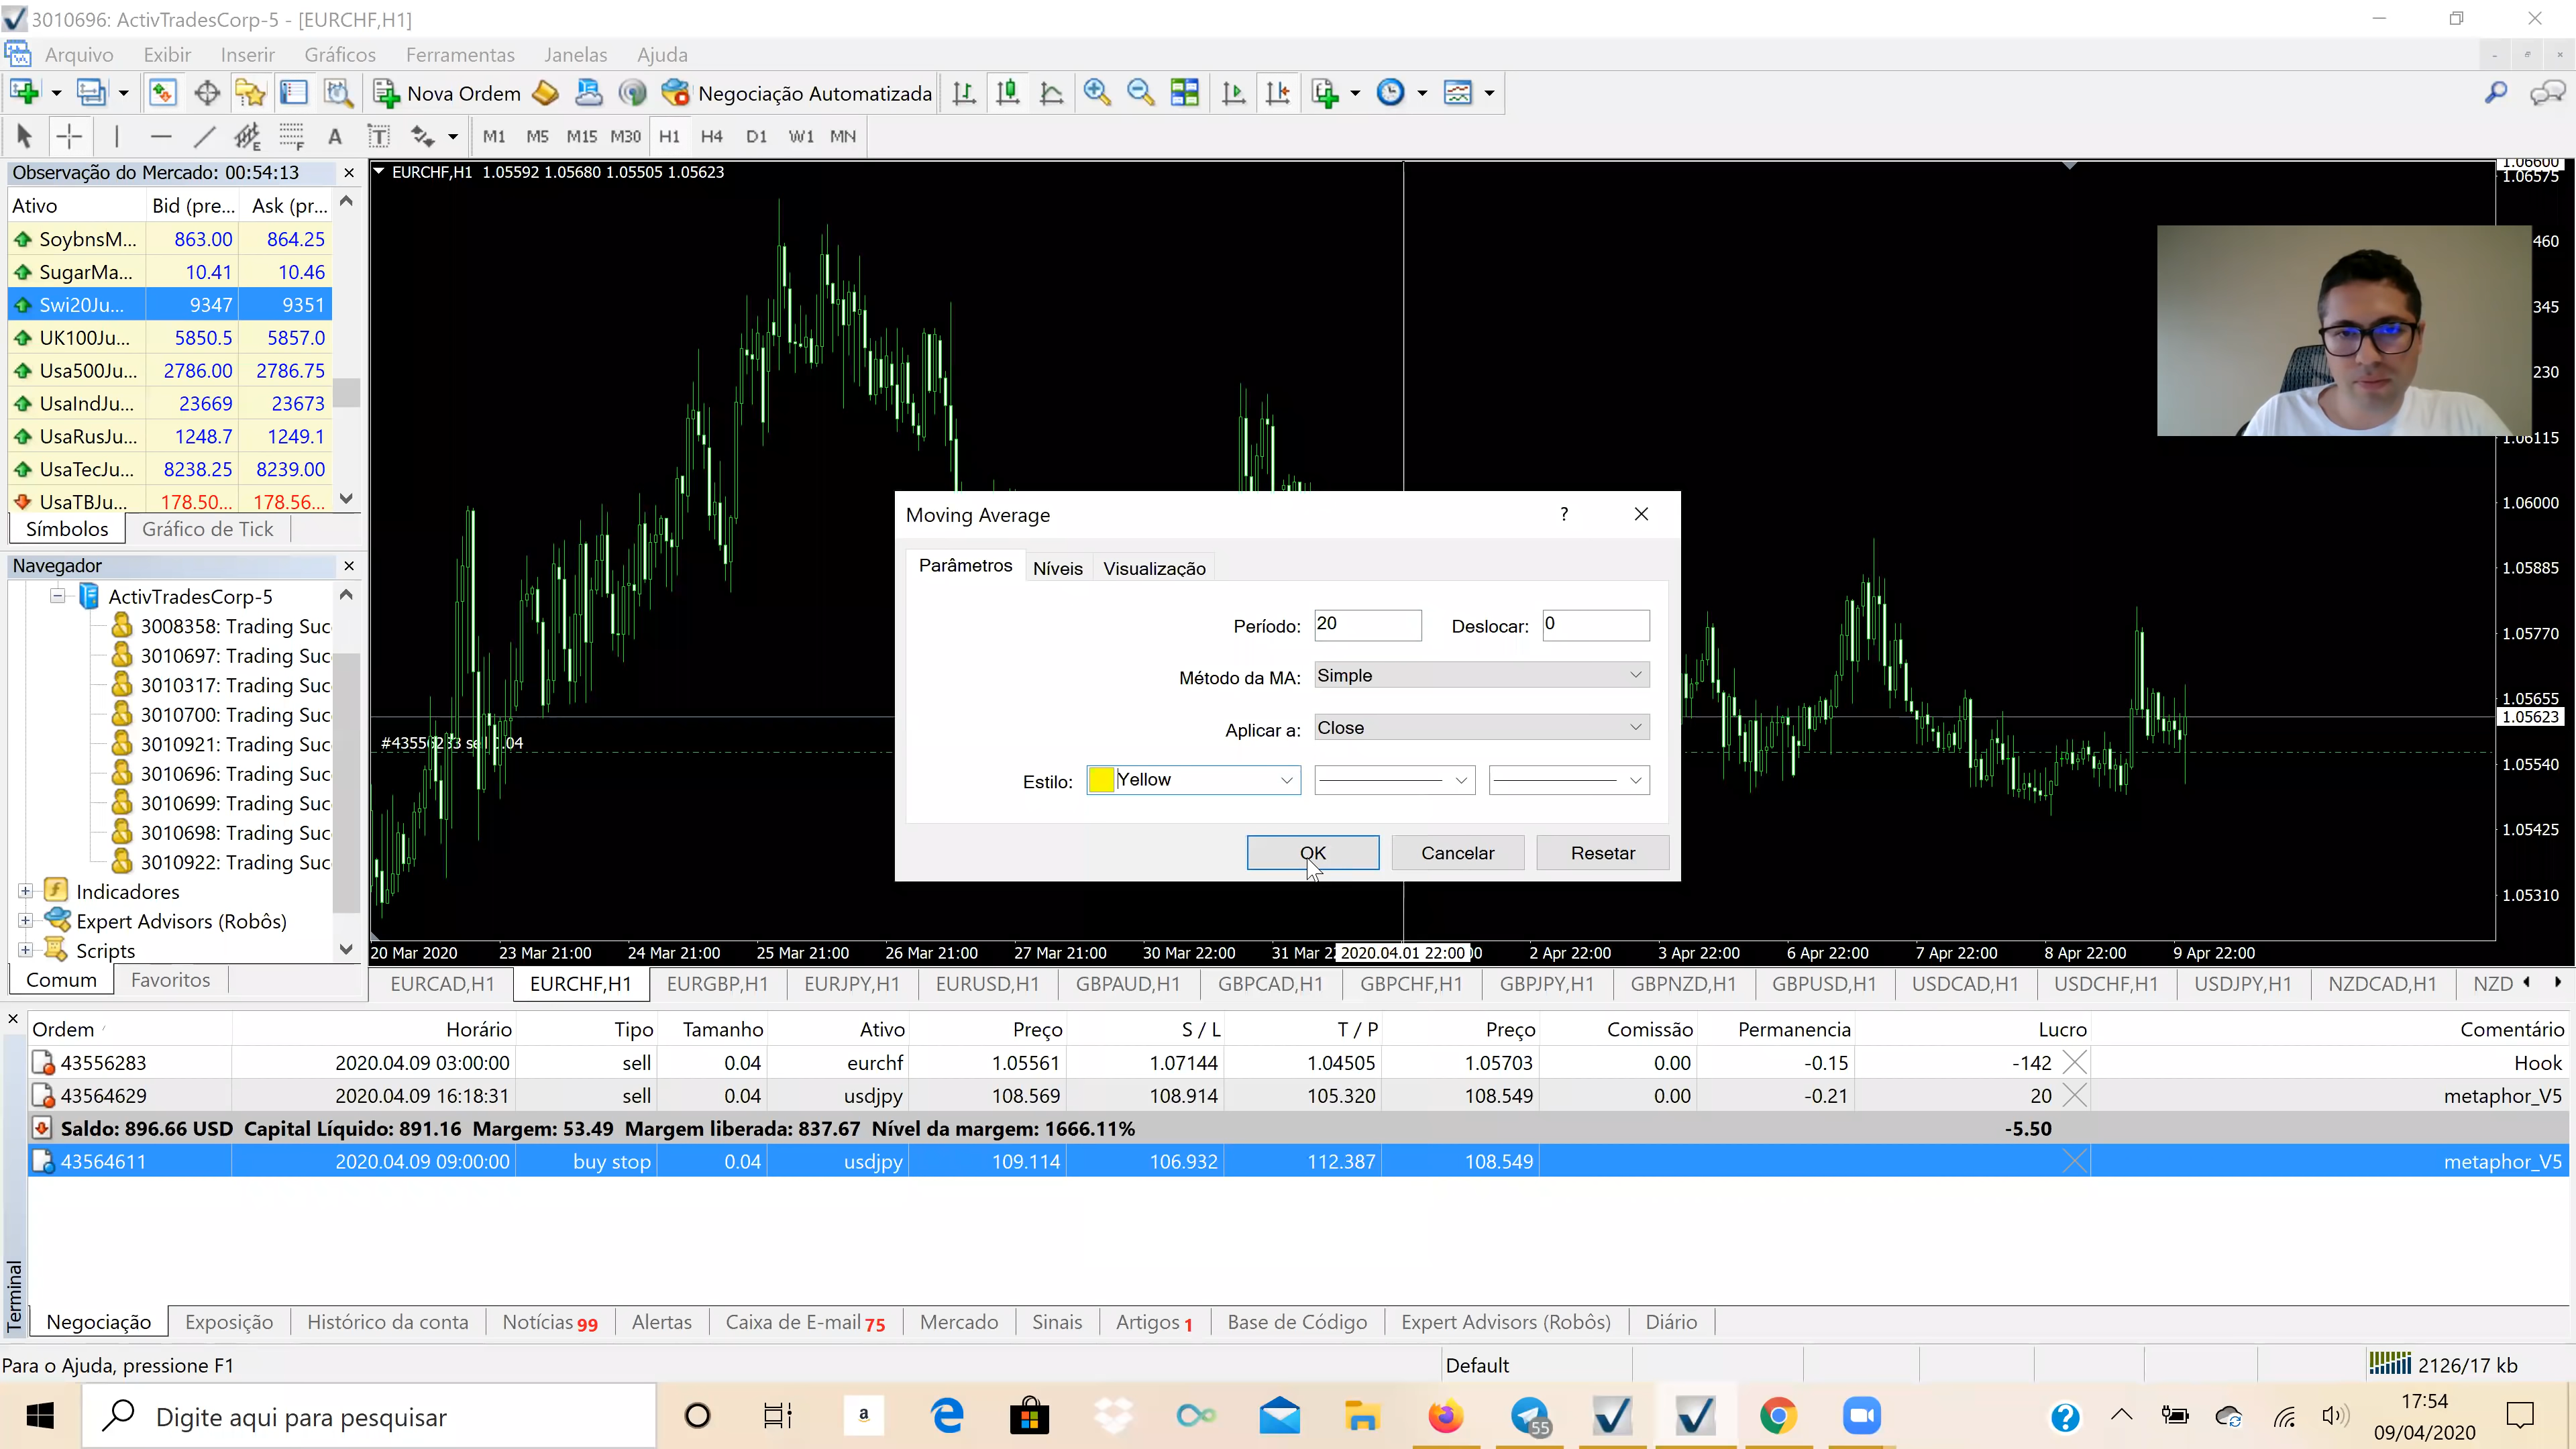 3010696: ActivTradesCorp-5 - [EURCHF,H1]
Arquivo Exibir Inserir Gráficos Ferramentas Janelas Ajuda
Nova Ordem Negociação Automatizada
M1 M5 M15 M30 H1 H4 D1 W1 MN
Observação do Mercado: 00:54:13
Ativo Bid (pre... Ask (pr...
SoybnsM... 863.00 864.25
SugarMa... 10.41 10.46
Swi20Ju... 9347 9351
UK100Ju... 5850.5 5857.0
Usa500Ju... 2786.00 2786.75
UsaIndJu... 23669 23673
UsaRusJu... 1248.7 1249.1
UsaTecJu... 8238.25 8239.00
UsaTBJu... 178.50... 178.56...
Símbolos Gráfico de Tick
Navegador
ActivTradesCorp-5
3008358: Trading Suc
3010697: Trading Suc
3010317: Trading Suc
3010700: Trading Suc
3010921: Trading Suc
3010696: Trading Suc
3010699: Trading Suc
3010698: Trading Suc
3010922: Trading Suc
Indicadores
Expert Advisors (Robôs)
Scripts
Comum Favoritos
EURCHF,H1 1.05592 1.05680 1.05505 1.05623
1.06600
1.06575
460
345
230
1.06115
1.06000
1.05885
1.05770
1.05655
1.05623
1.05540
1.05425
1.05310
Moving Average ?
Parâmetros Níveis Visualização
Período: 20 Deslocar: 0
Método da MA: Simple
Aplicar a: Close
Estilo: Yellow
OK Cancelar Resetar
20 Mar 2020 23 Mar 21:00 24 Mar 21:00 25 Mar 21:00 26 Mar 21:00 27 Mar 21:00 30 Mar 22:00 31 Mar 2020.04.01 22:00 2 Apr 22:00 3 Apr 22:00 6 Apr 22:00 7 Apr 22:00 8 Apr 22:00 9 Apr 22:00
EURCAD,H1 EURCHF,H1 EURGBP,H1 EURJPY,H1 EURUSD,H1 GBPAUD,H1 GBPCAD,H1 GBPCHF,H1 GBPJPY,H1 GBPNZD,H1 GBPUSD,H1 USDCAD,H1 USDCHF,H1 USDJPY,H1 NZDCAD,H1 NZD
Ordem Horário Tipo Tamanho Ativo Preço S / L T / P Preço Comissão Permanencia Lucro Comentário
43556283 2020.04.09 03:00:00 sell 0.04 eurchf 1.05561 1.07144 1.04505 1.05703 0.00 -0.15 -142 Hook
43564629 2020.04.09 16:18:31 sell 0.04 usdjpy 108.569 108.914 105.320 108.549 0.00 -0.21 20 metaphor_V5
Saldo: 896.66 USD Capital Líquido: 891.16 Margem: 53.49 Margem liberada: 837.67 Nível da margem: 1666.11% -5.50
43564611 2020.04.09 09:00:00 buy stop 0.04 usdjpy 109.114 106.932 112.387 108.549 metaphor_V5
Terminal
Negociação Exposição Histórico da conta Notícias 99 Alertas Caixa de E-mail 75 Mercado Sinais Artigos 1 Base de Código Expert Advisors (Robôs) Diário
Para o Ajuda, pressione F1 Default 2126/17 kb
Digite aqui para pesquisar 55 17:54
09/04/2020